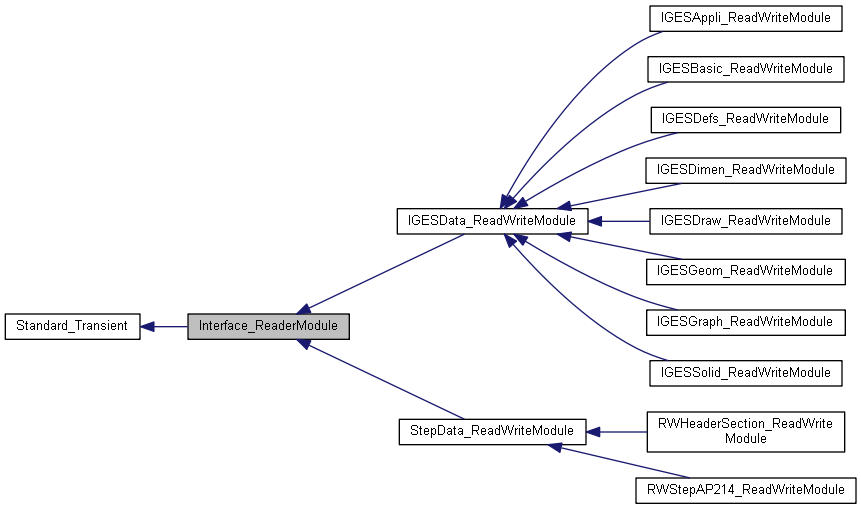 IGESAppli_ReadWriteModule
IGESBasic_ReadWriteModule
IGESDefs_ReadWriteModule
IGESDimen_ReadWriteModule
IGESData_ReadWriteModule
IGESDraw_ReadWriteModule
IGESGeom_ReadWriteModule
Standard_Transient
Interface_ReaderModule
IGESGraph_ReadWriteModule
IGESSolid_ReadWriteModule
StepData_ReadWriteModule
RWHeaderSection_ReadWrite
Module
RWStepAP214_ReadWriteModule